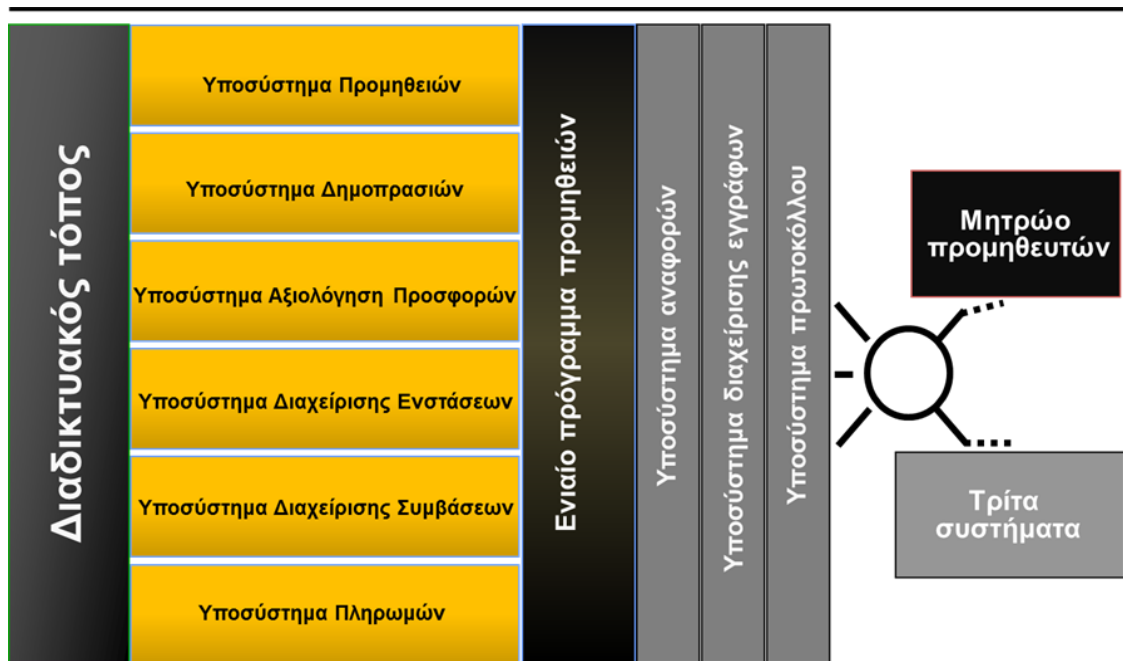 Διαδικτυακός τόπος
Υποσύστημα Προμηθειών
Υποσύστημα Δημοπρασιών
Υποσύστημα Αξιολόγηση Προσφορών
Υποσύστημα Διαχείρισης Ενστάσεων
Υποσύστημα Διαχείρισης Συμβάσεων
Υποσύστημα Πληρωμών
Ενιαίο πρόγραμμα προμηθειών
Υποσύστημα αναφορών
Υποσύστημα διαχείρισης εγγράφων
Υποσύστημα πρωτοκόλλου
Μητρώο
προμηθευτών
Τρίτα
συστήματα